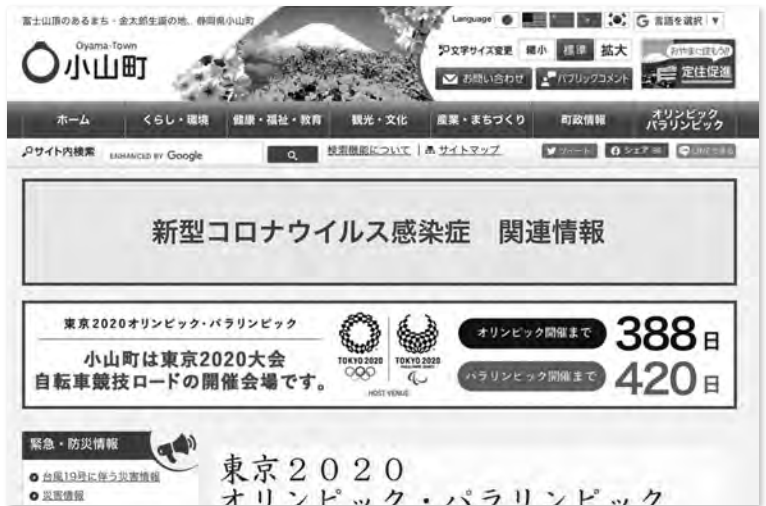 富士山頂のあるまち・金太郎生誕の地、静岡県小山町
Language
G 言語を選択 ▼
Oyama-Town
小山町
文字サイズ変更 縮小 標準 拡大
お問い合わせ パブリックコメント
定住促進
ホーム くらし・環境 健康・福祉・教育 観光・文化 産業・まちづくり 町政情報 オリンピック
パラリンピック
サイト内検索 ENHANCED BY Google 検索機能について サイトマップ ツイート シェア
新型コロナウイルス感染症 関連情報
東京2020オリンピック・パラリンピック
小山町は東京2020大会
自転車競技ロードの開催会場です。
TOKYO 2020 TOKYO 2020
HOST VENUE
オリンピック開催まで 388日
パラリンピック開催まで 420日
緊急・防災情報
台風19号に伴う災害情報
災害情報
東京2020
オリンピック・パラリンピック